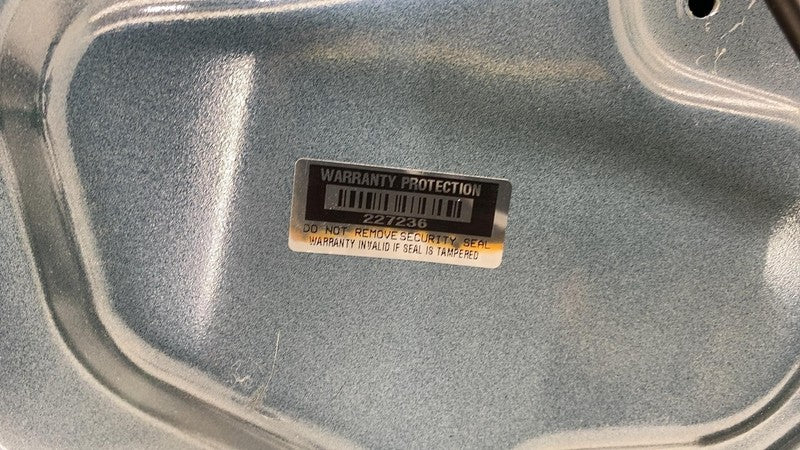 WARRANTY PROTECTION
227236
DO NOT REMOVE SECURITY SEAL
WARRANTY INVALID IF SEAL IS TAMPERED